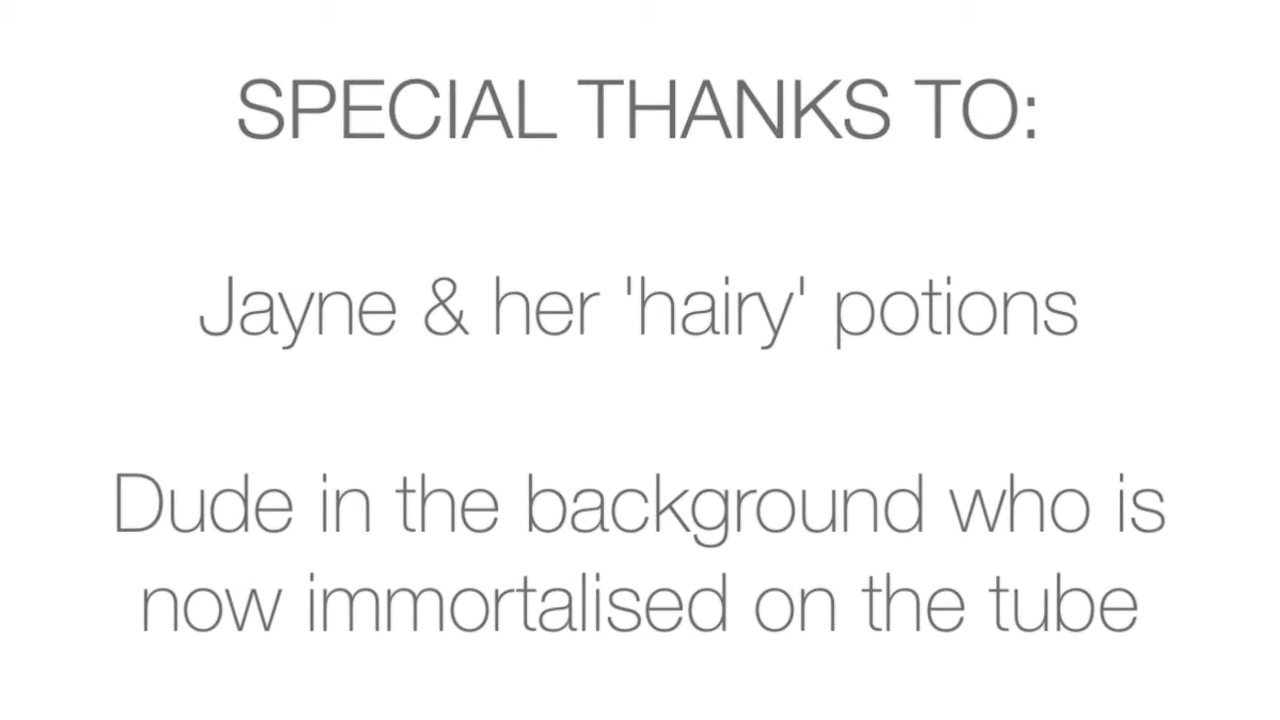 SPECIAL THANKS TO:
Jayne & her 'hairy' potions
Dude in the background who is
now immortalised on the tube